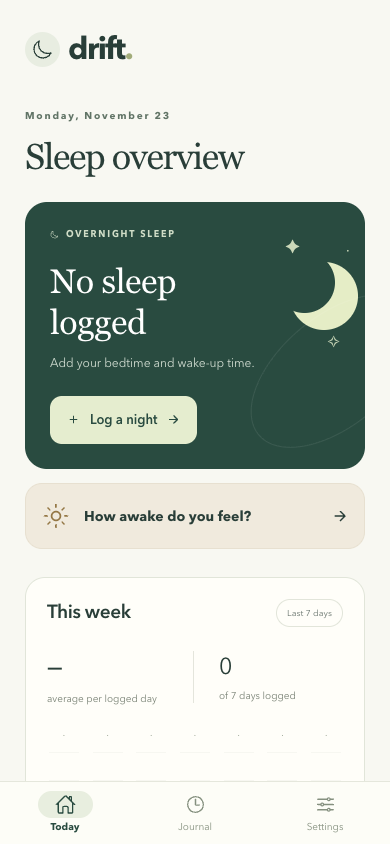 drift.
Monday, November 23
Sleep overview
OVERNIGHT SLEEP
No sleep
logged
Add your bedtime and wake-up time.
+ Log a night →
How awake do you feel? →
This week
Last 7 days
–
0
average per logged day
of 7 days logged
Today
Journal
Settings